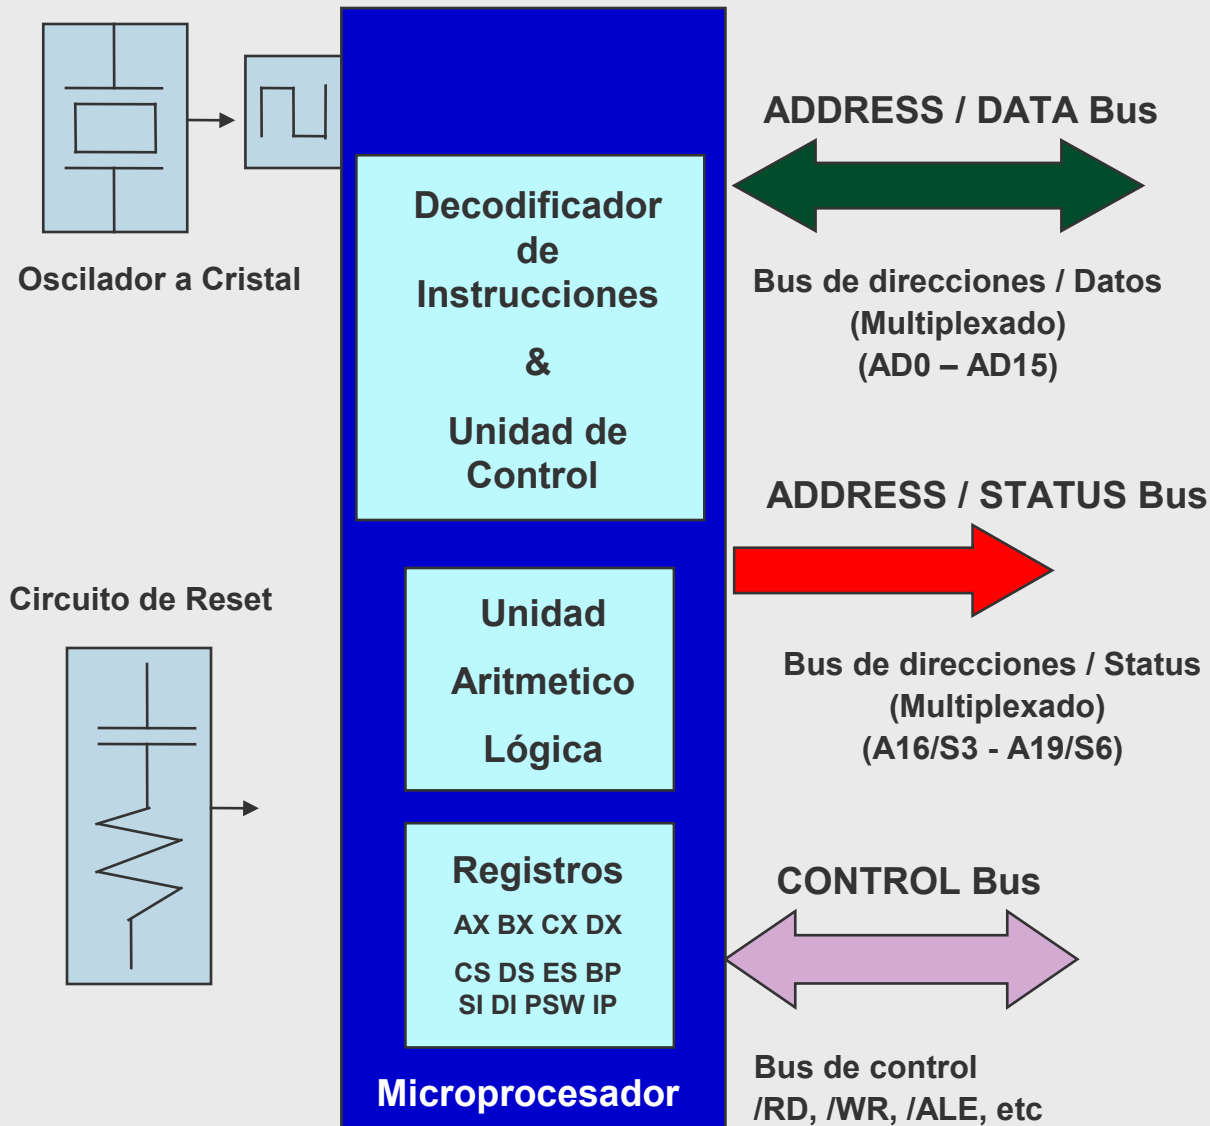 Oscilador a Cristal
Circuito de Reset
Decodificador
de
Instrucciones
&
Unidad de
Control
Unidad
Aritmetico
Lógica
Registros
AX BX CX DX
CS DS ES BP
SI DI PSW IP
Microprocesador
ADDRESS / DATA Bus
Bus de direcciones / Datos
(Multiplexado)
(AD0 – AD15)
ADDRESS / STATUS Bus
Bus de direcciones / Status
(Multiplexado)
(A16/S3 - A19/S6)
CONTROL Bus
Bus de control
/RD, /WR, /ALE, etc